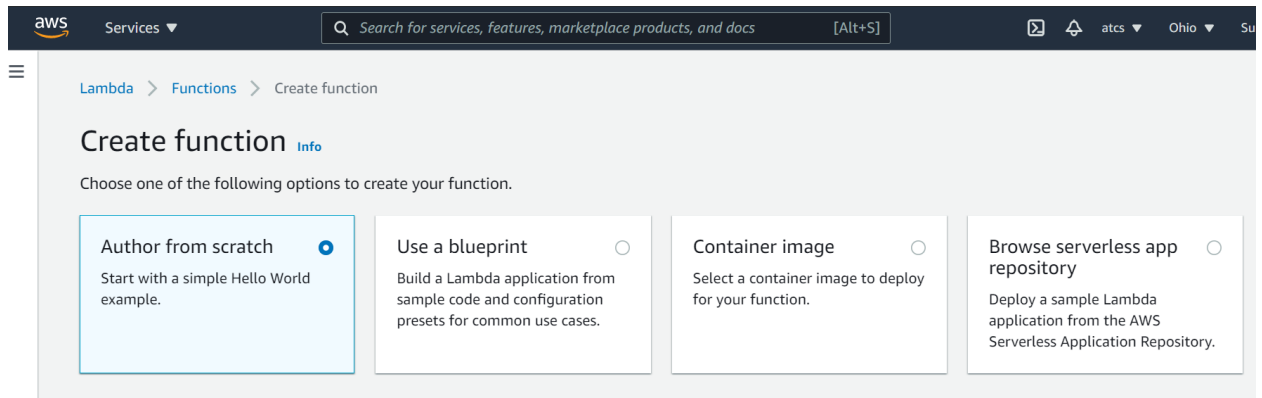 aws Services ▼ Search for services, features, marketplace products, and docs [Alt+S] atcs ▼ Ohio ▼ Su
Lambda > Functions > Create function
Create function Info
Choose one of the following options to create your function.
Author from scratch
Start with a simple Hello World
example.
Use a blueprint
Build a Lambda application from
sample code and configuration
presets for common use cases.
Container image
Select a container image to deploy
for your function.
Browse serverless app
repository
Deploy a sample Lambda
application from the AWS
Serverless Application Repository.